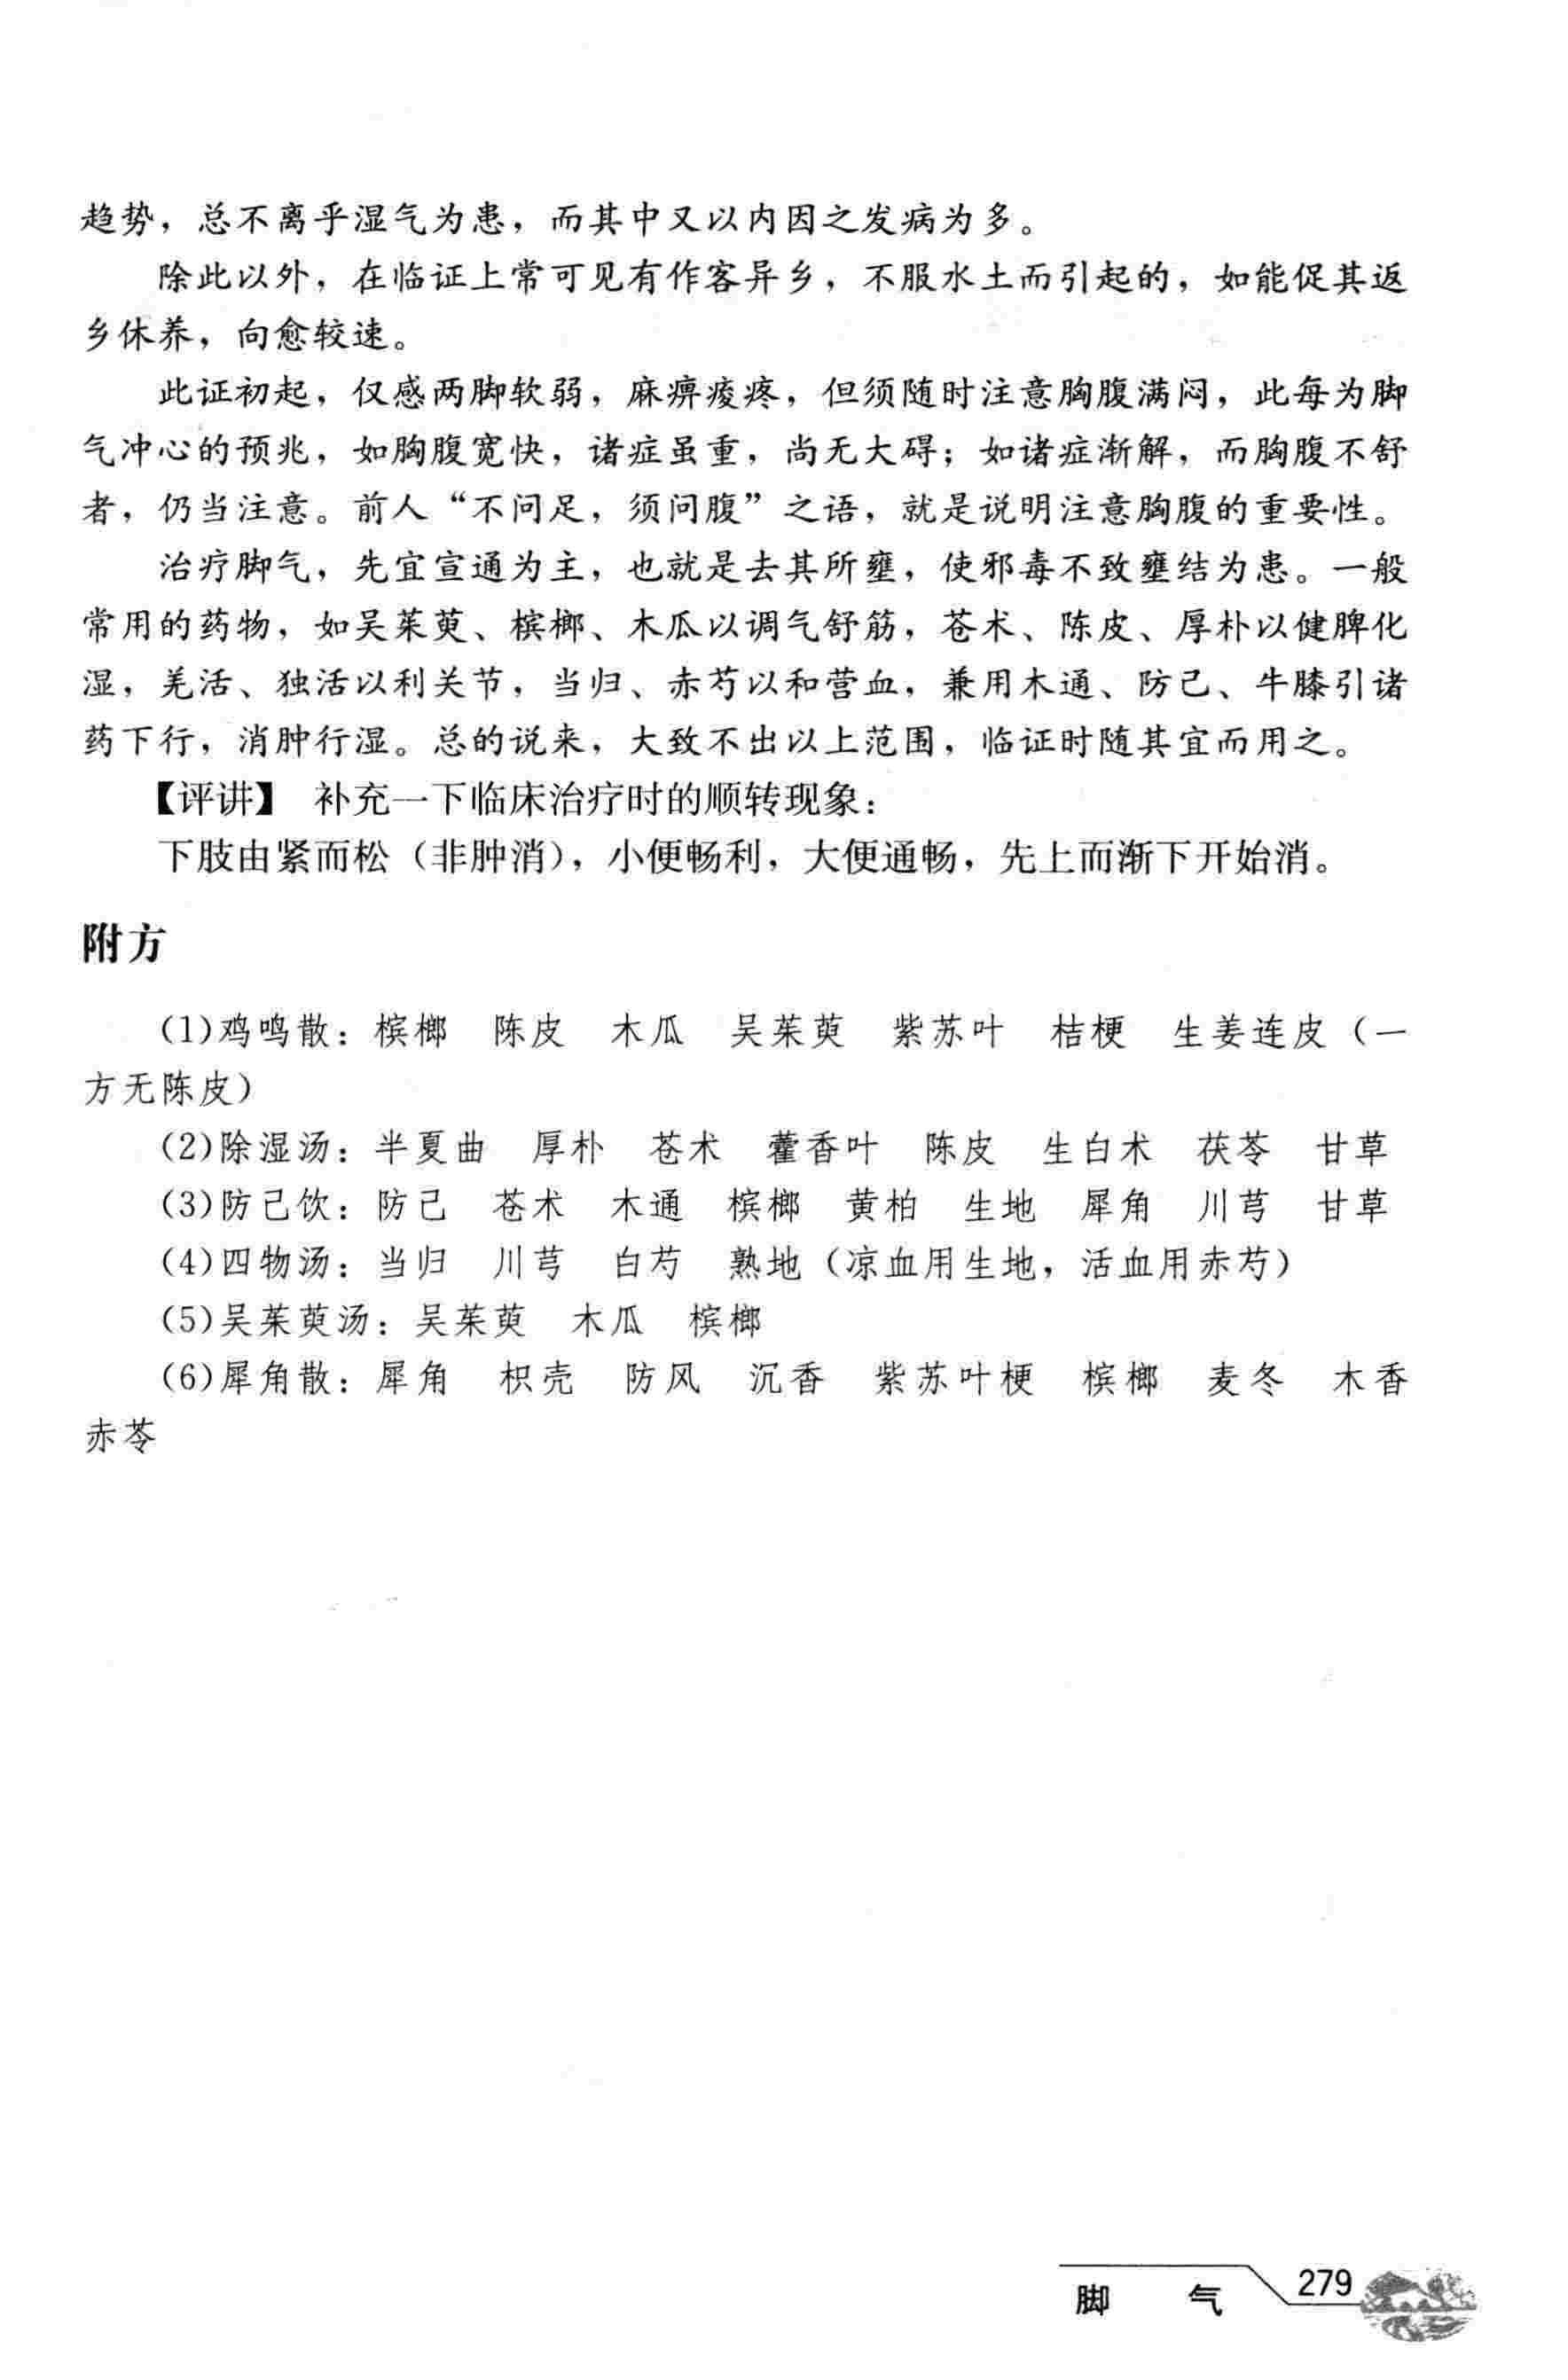 趋势，总不离乎湿气为患，而其中又以内因之发病为多。
除此以外，在临证上常可见有作客异乡，不服水土而引起的，如能促其返
乡休养，向愈较速。
此证初起，仅感两脚软弱，麻痹痠疼，但须随时注意胸腹满闷，此每为脚
气冲心的预兆，如胸腹宽快，诸症虽重，尚无大碍；如诸症渐解，而胸腹不舒
者，仍当注意。前人“不问足，须问腹”之语，就是说明注意胸腹的重要性。
治疗脚气，先宜宣通为主，也就是去其所壅，使邪毒不致壅结为患。一般
常用的药物，如吴茱萸、槟榔、木瓜以调气舒筋，苍术、陈皮、厚朴以健脾化
湿，羌活、独活以利关节，当归、赤芍以和营血，兼用木通、防己、牛膝引诸
药下行，消肿行湿。总的说来，大致不出以上范围，临证时随其宜而用之。
【评讲】 补充一下临床治疗时的顺转现象：
下肢由紧而松（非肿消），小便畅利，大便通畅，先上而渐下开始消。
附方
(1)鸡鸣散：槟榔 陈皮 木瓜 吴茱萸 紫苏叶 桔梗 生姜连皮（一
方无陈皮）
(2)除湿汤：半夏曲 厚朴 苍术 藿香叶 陈皮 生白术 茯苓 甘草
(3)防己饮：防己 苍术 木通 槟榔 黄柏 生地 犀角 川芎 甘草
(4)四物汤：当归 川芎 白芍 熟地（凉血用生地，活血用赤芍）
(5)吴茱萸汤：吴茱萸 木瓜 槟榔
(6)犀角散：犀角 枳壳 防风 沉香 紫苏叶梗 槟榔 麦冬 木香
赤苓
脚 气 279